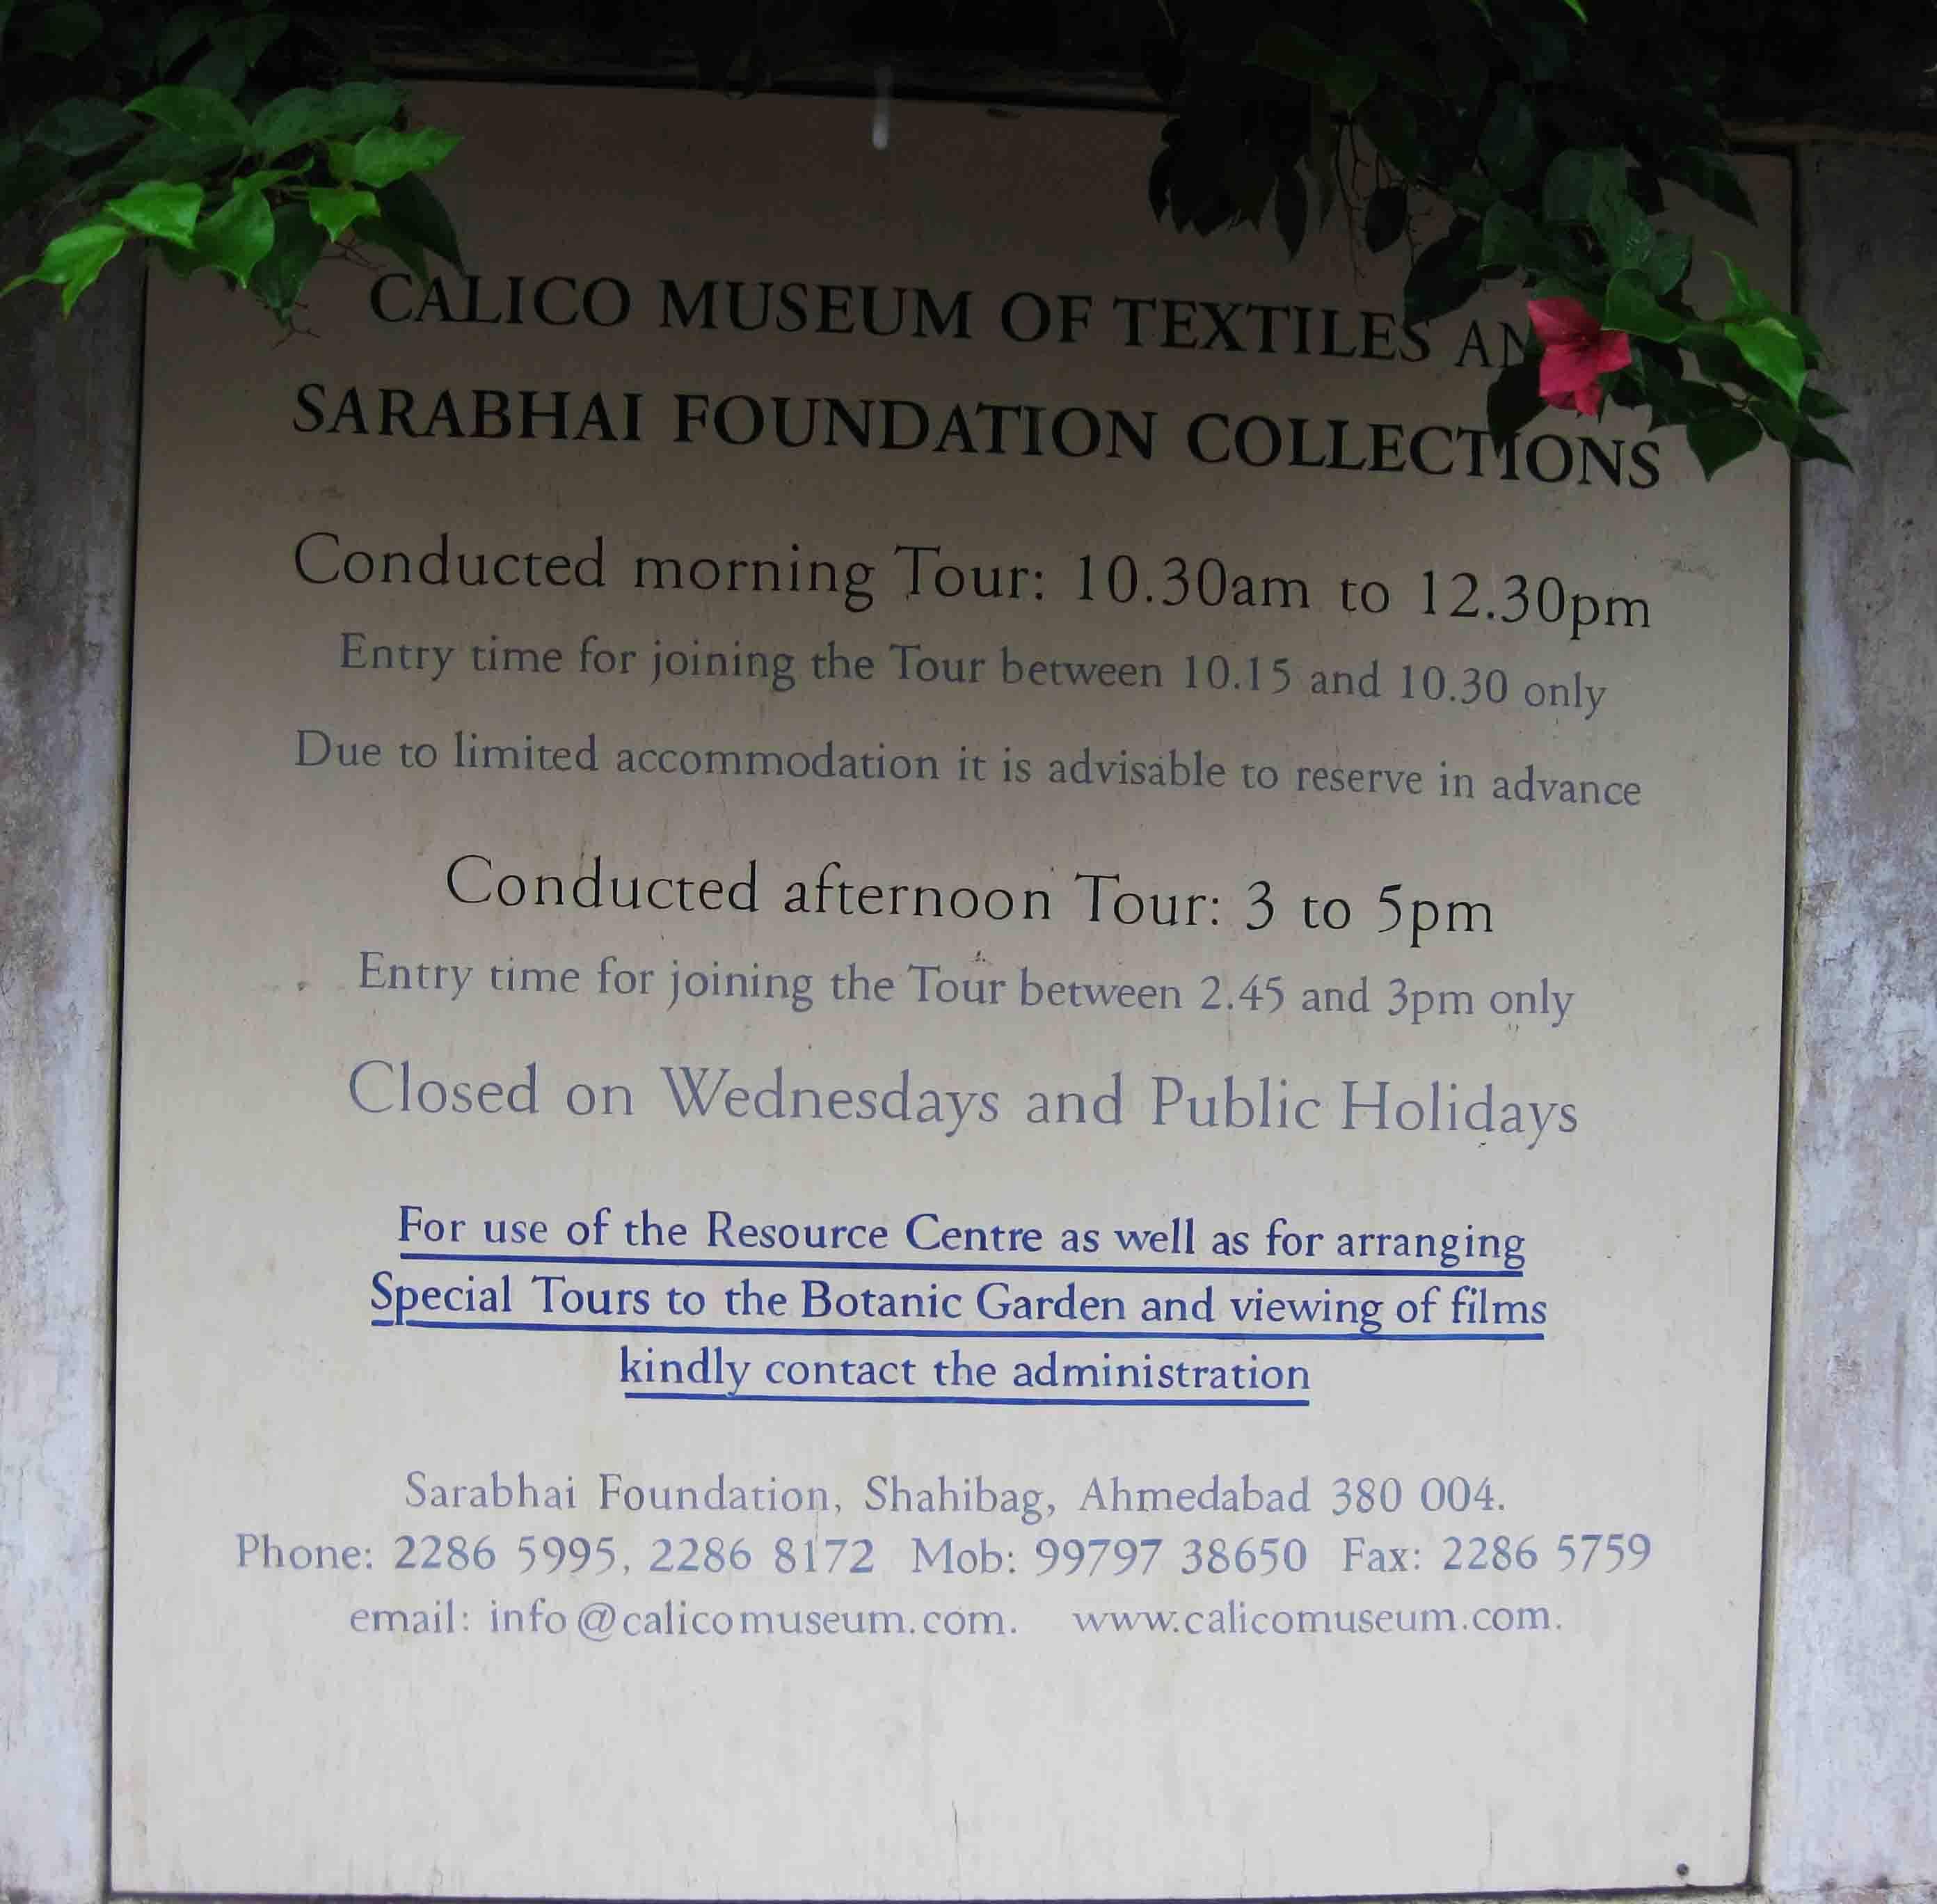 CALICO MUSEUM OF TEXTILES AN
SARABHAI FOUNDATION COLLECTIONS
Conducted morning Tour: 10.30am to 12.30pm
Entry time for joining the Tour between 10.15 and 10.30 only
Due to limited accommodation it is advisable to reserve in advance
Conducted afternoon Tour: 3 to 5pm
Entry time for joining the Tour between 2.45 and 3pm only
Closed on Wednesdays and Public Holidays
For use of the Resource Centre as well as for arranging
Special Tours to the Botanic Garden and viewing of films
kindly contact the administration
Sarabhai Foundation, Shahibag, Ahmedabad 380 004.
Phone: 2286 5995, 2286 8172 Mob: 99797 38650 Fax: 2286 5759
email: info@calicomuseum.com. www.calicomuseum.com.